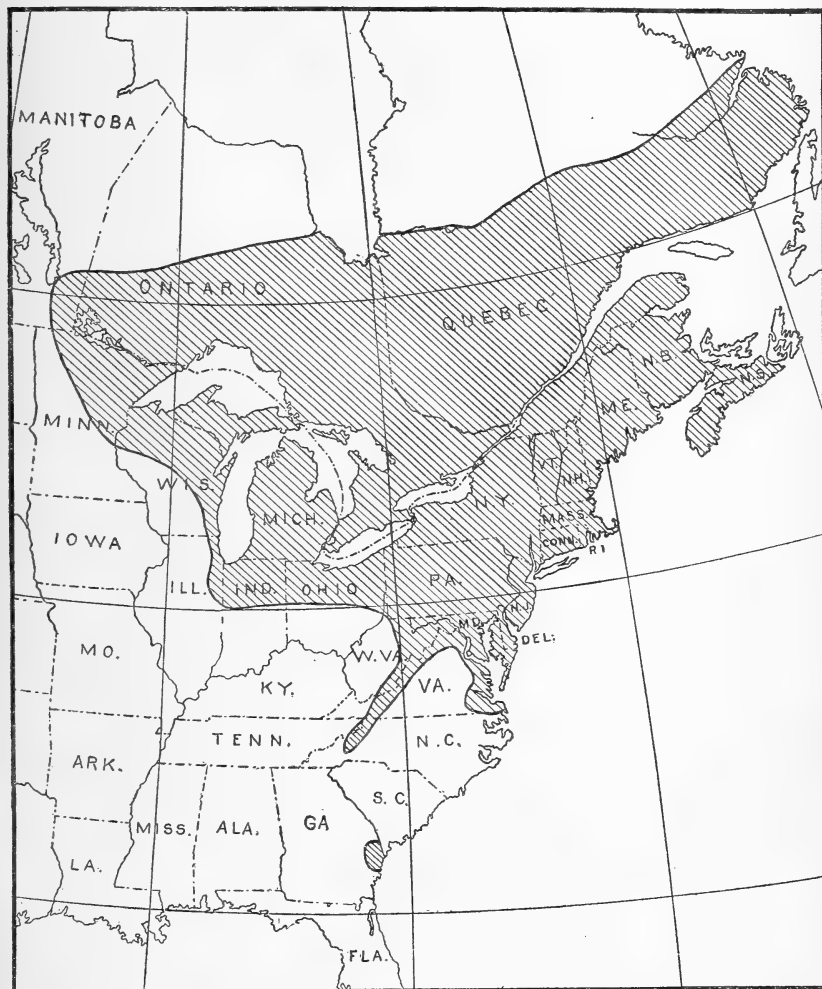 MANITOBA
ONTARIO
QUEBEC
N.B.
N.S.
ME.
MINN.
VT.
NH.
WIS.
N.Y.
MICH.
MASS.
CONN.
R I
IOWA
ILL.
IND.
OHIO
PA.
N.J.
MD.
DEL.
MO.
W.VA.
VA.
KY.
TENN.
N.C.
ARK.
S.C.
MISS.
ALA.
GA
LA.
FLA.